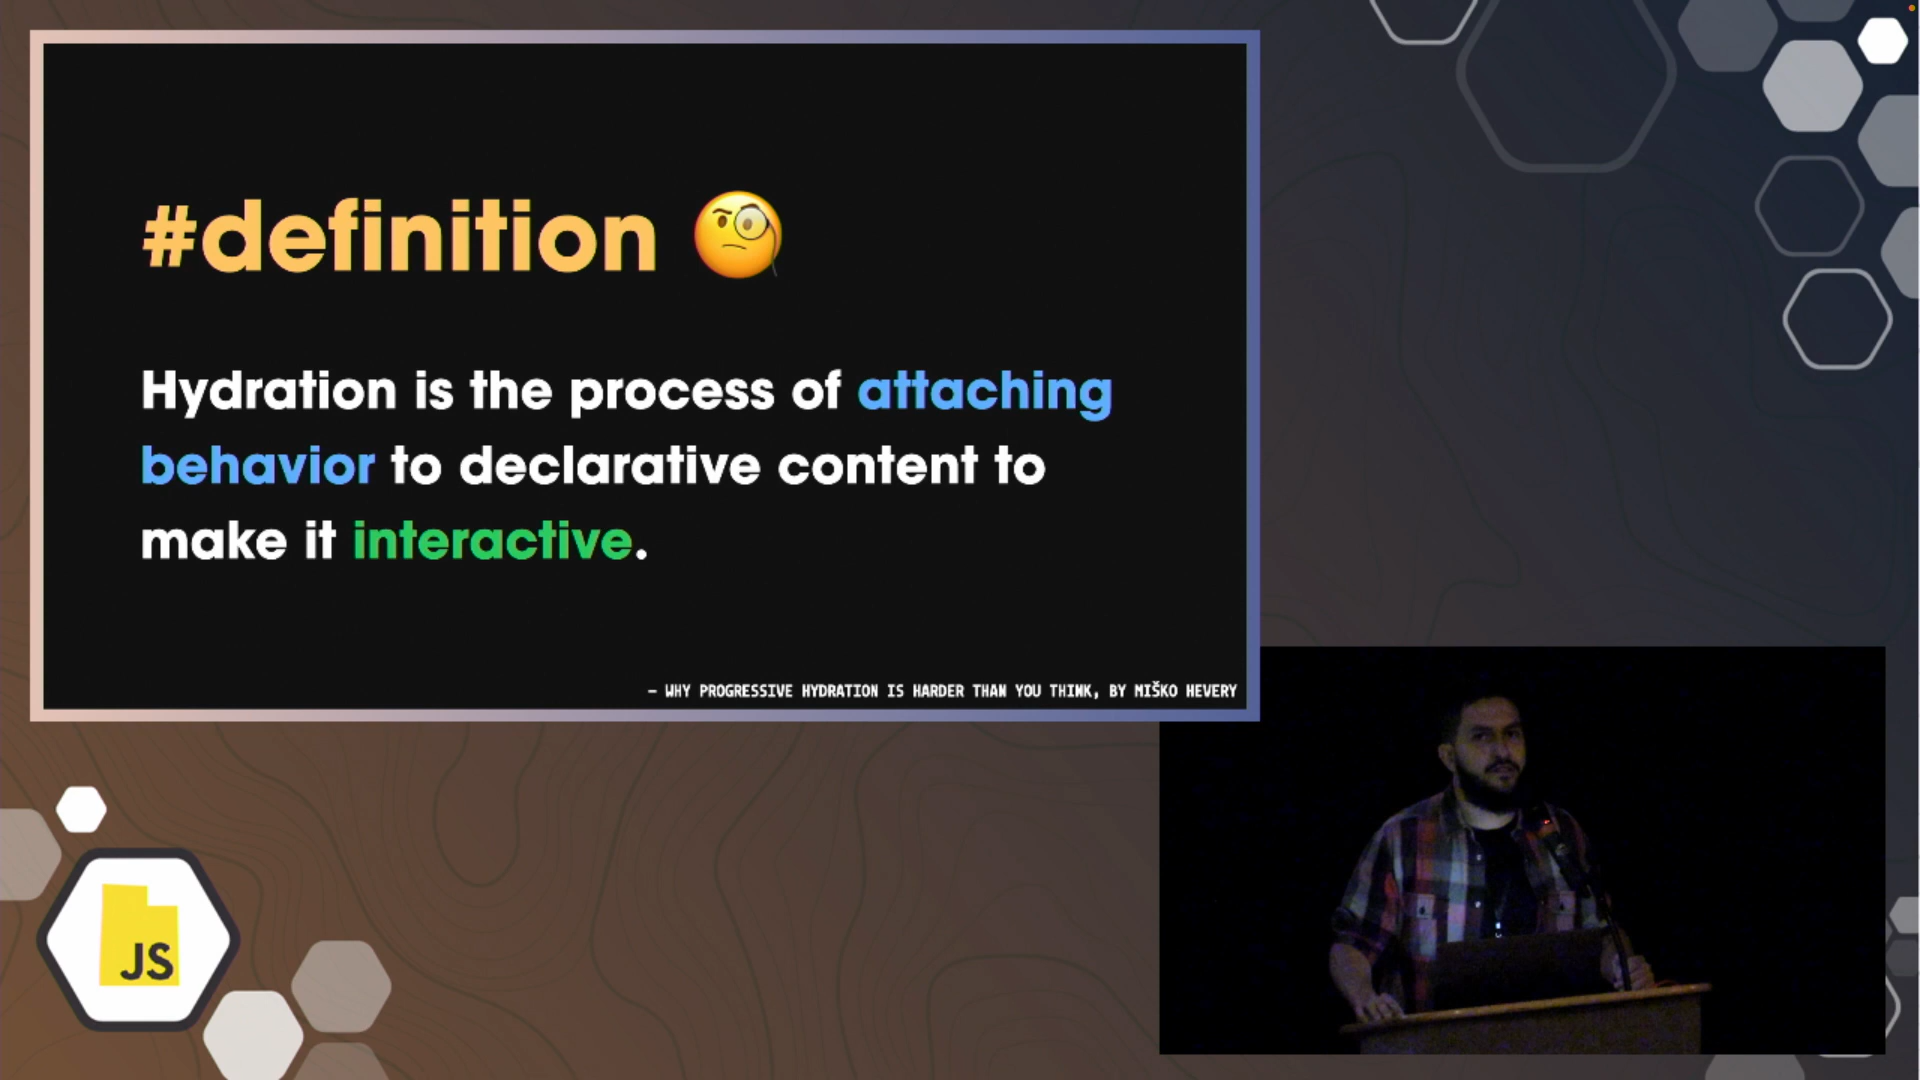 #definition 🧐
Hydration is the process of attaching
behavior to declarative content to
make it interactive.
– WHY PROGRESSIVE HYDRATION IS HARDER THAN YOU THINK, BY MIŠKO HEVERY
JS